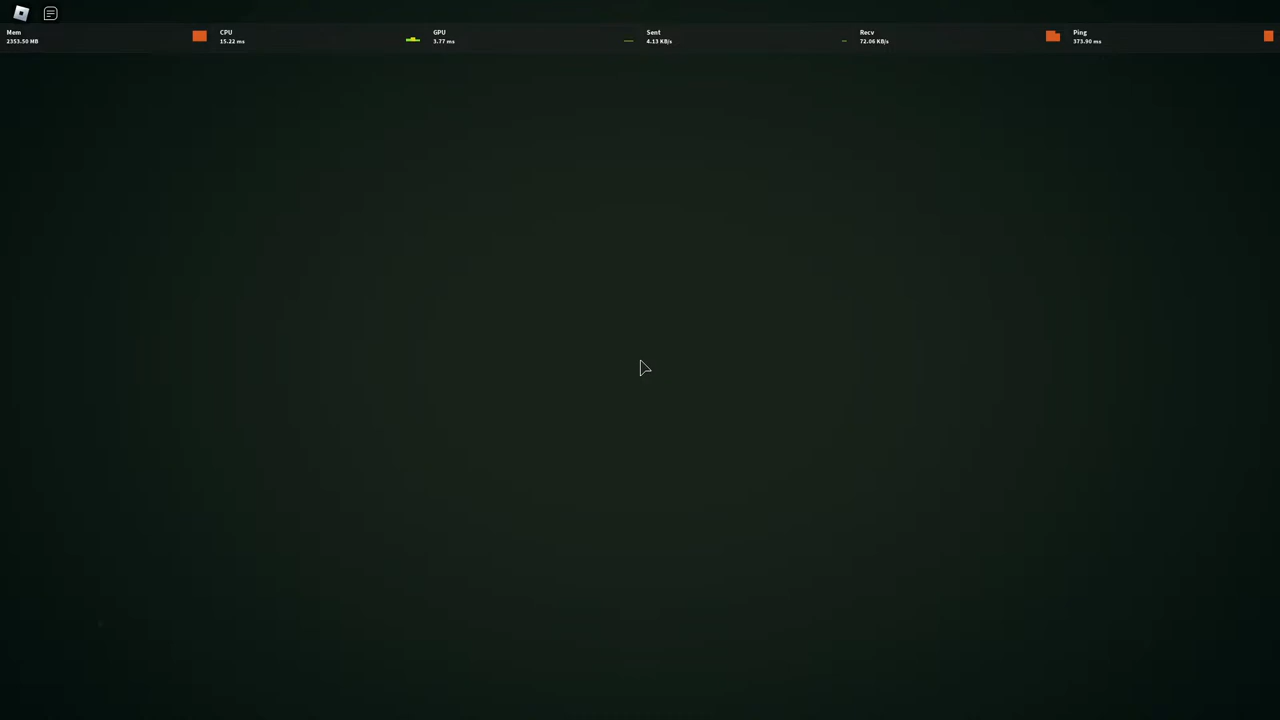 Mem CPU GPU Sent Recv Ping
2353.50 MB 15.22 ms 3.77 ms 4.13 KB/s 72.06 KB/s 373.90 ms